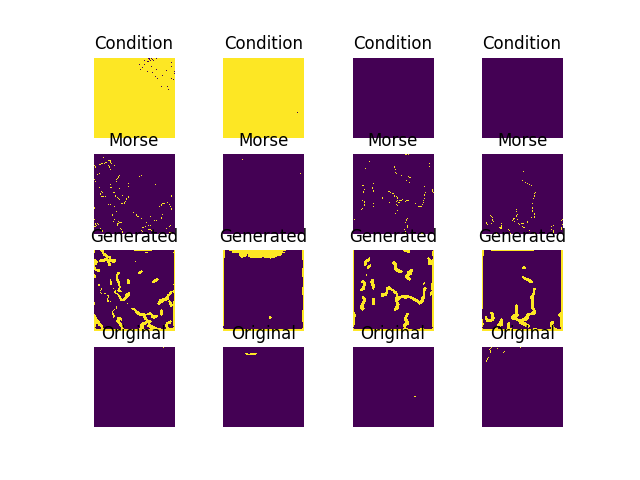 Condition Condition Condition Condition
Morse Morse Morse Morse
Generated Generated Generated Generated
Original Original Original Original